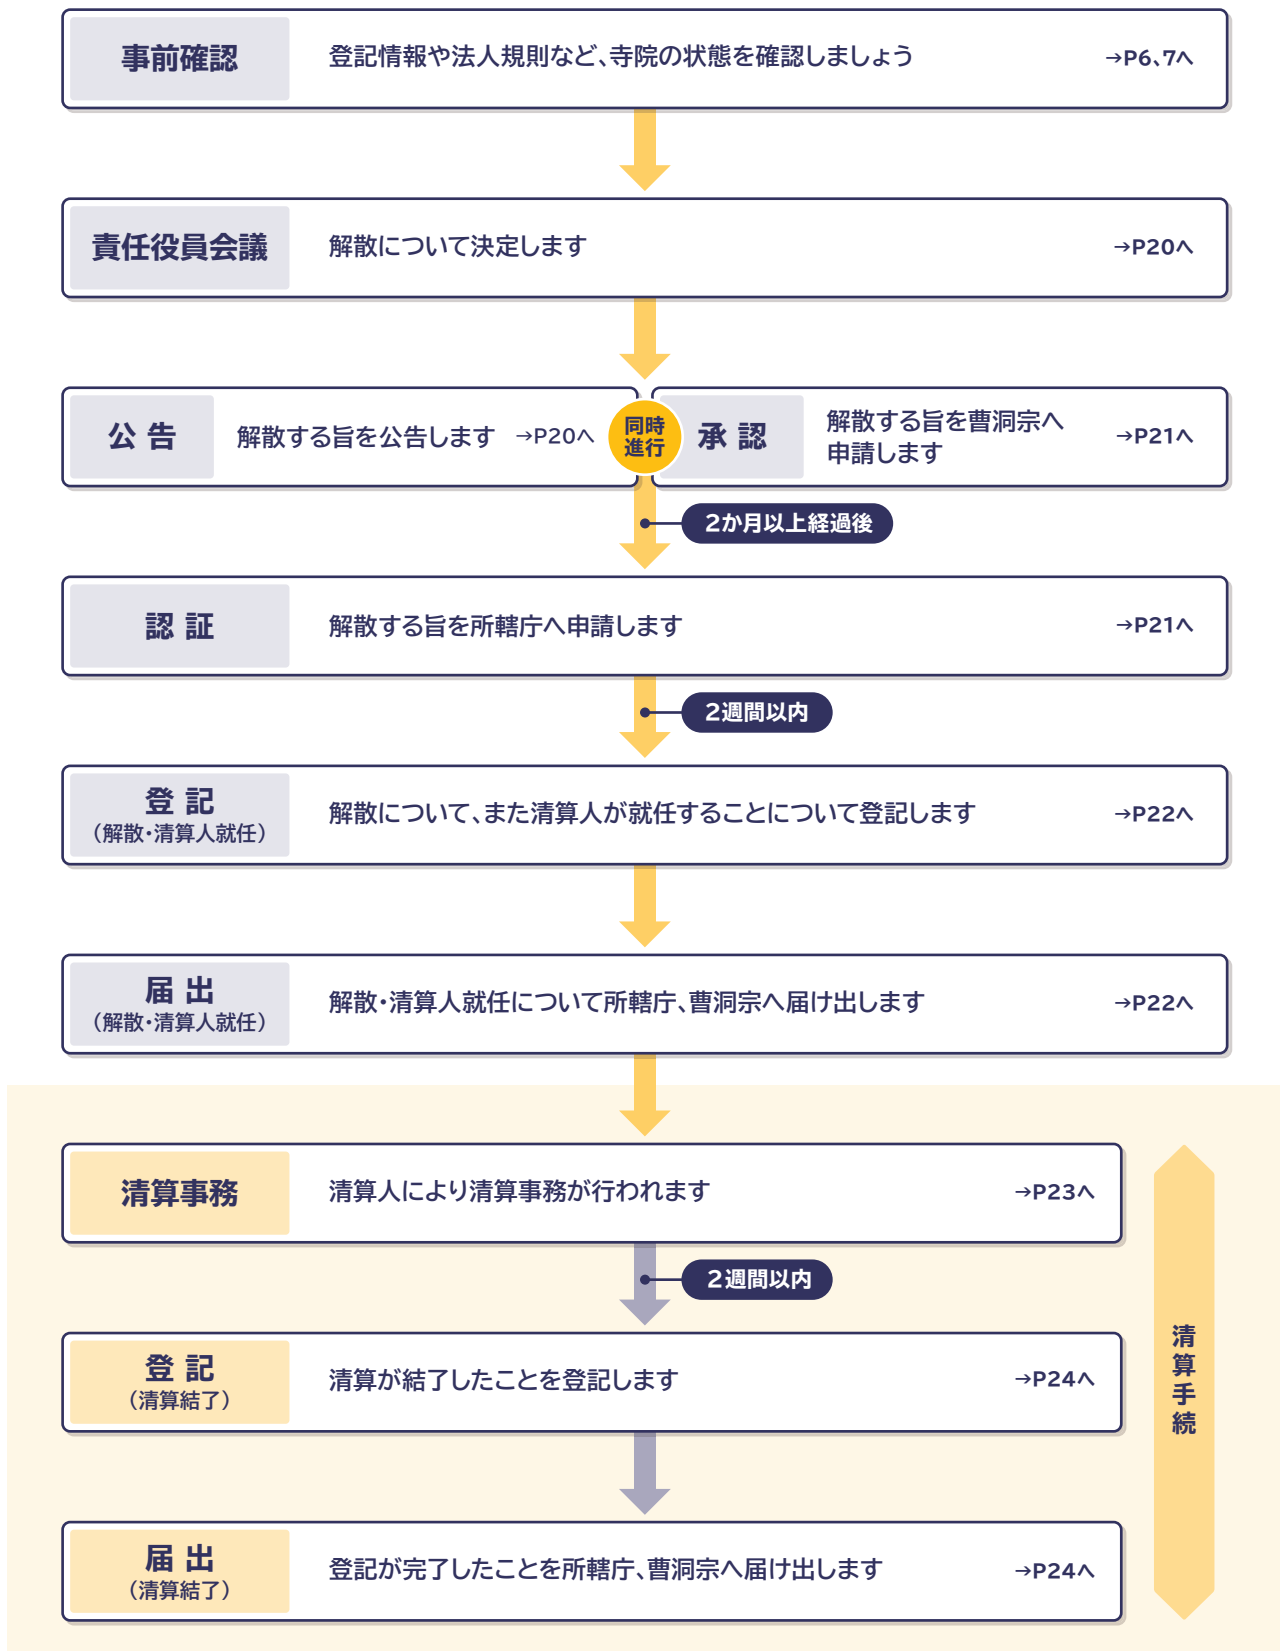 事前確認
登記情報や法人規則など、寺院の状態を確認しましょう
→P6、7へ
責任役員会議
解散について決定します
→P20へ
公 告
解散する旨を公告します
→P20へ
同時
進行
承 認
解散する旨を曹洞宗へ
申請します
→P21へ
2か月以上経過後
認 証
解散する旨を所轄庁へ申請します
→P21へ
2週間以内
登 記
（解散・清算人就任）
解散について、また清算人が就任することについて登記します
→P22へ
届 出
（解散・清算人就任）
解散・清算人就任について所轄庁、曹洞宗へ届け出します
→P22へ
清算事務
清算人により清算事務が行われます
→P23へ
2週間以内
登 記
（清算結了）
清算が結了したことを登記します
→P24へ
届 出
（清算結了）
登記が完了したことを所轄庁、曹洞宗へ届け出します
→P24へ
清算手続